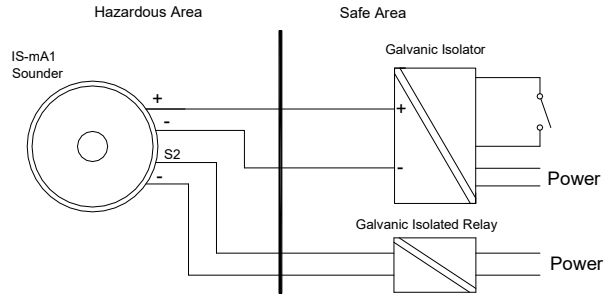 Hazardous Area
Safe Area
IS-mA1
Sounder
Galvanic Isolator
+
-
S2
-
+
-
Power
Galvanic Isolated Relay
Power